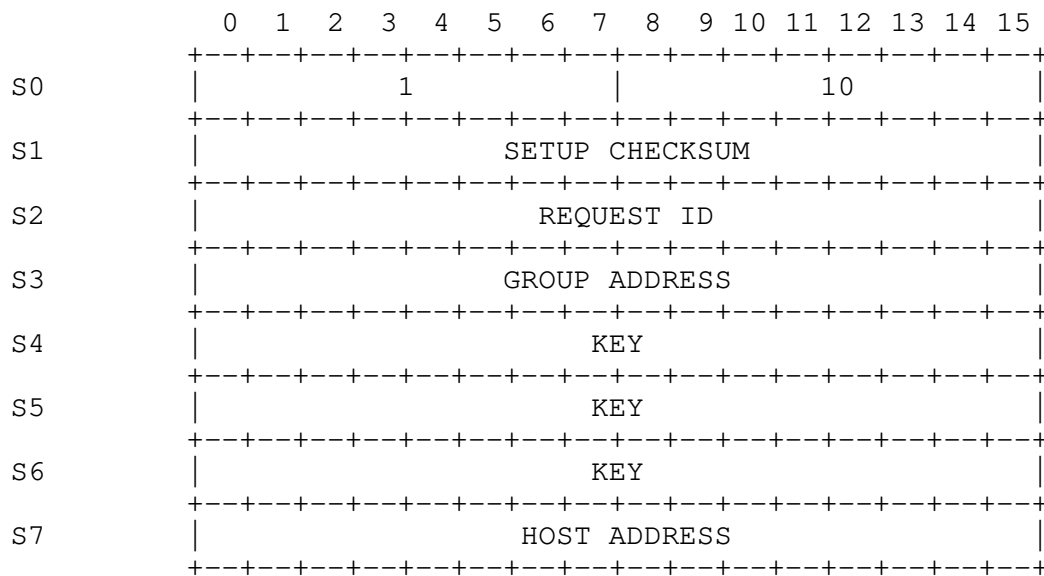 0 1 2 3 4 5 6 7 8 9 10 11 12 13 14 15
+--+--+--+--+--+--+--+--+--+--+--+--+--+--+--+--+
S0 | 1 | 10 |
+--+--+--+--+--+--+--+--+--+--+--+--+--+--+--+--+
S1 | SETUP CHECKSUM |
+--+--+--+--+--+--+--+--+--+--+--+--+--+--+--+--+
S2 | REQUEST ID |
+--+--+--+--+--+--+--+--+--+--+--+--+--+--+--+--+
S3 | GROUP ADDRESS |
+--+--+--+--+--+--+--+--+--+--+--+--+--+--+--+--+
S4 | KEY |
+--+--+--+--+--+--+--+--+--+--+--+--+--+--+--+--+
S5 | KEY |
+--+--+--+--+--+--+--+--+--+--+--+--+--+--+--+--+
S6 | KEY |
+--+--+--+--+--+--+--+--+--+--+--+--+--+--+--+--+
S7 | HOST ADDRESS |
+--+--+--+--+--+--+--+--+--+--+--+--+--+--+--+--+